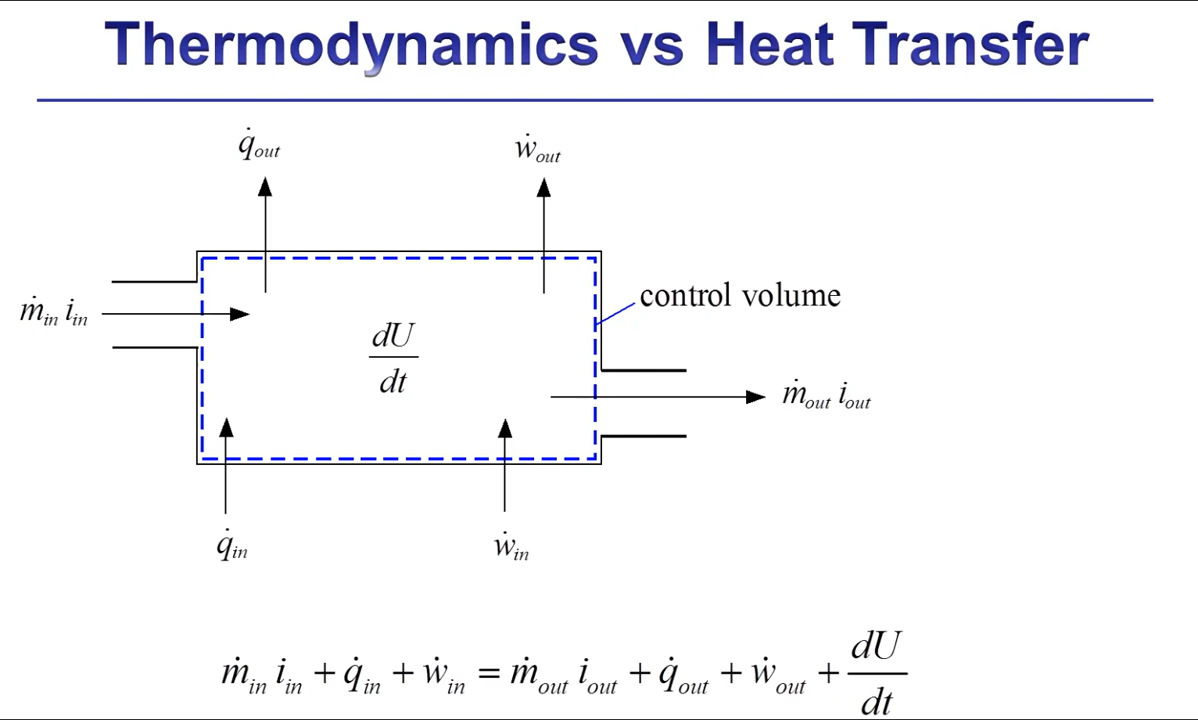 Thermodynamics vs Heat Transfer
q̇out ẇout
control volume
ṁin iin
dU
dt
ṁout iout
q̇in ẇin
ṁin iin + q̇in + ẇin = ṁout iout + q̇out + ẇout + dU/dt